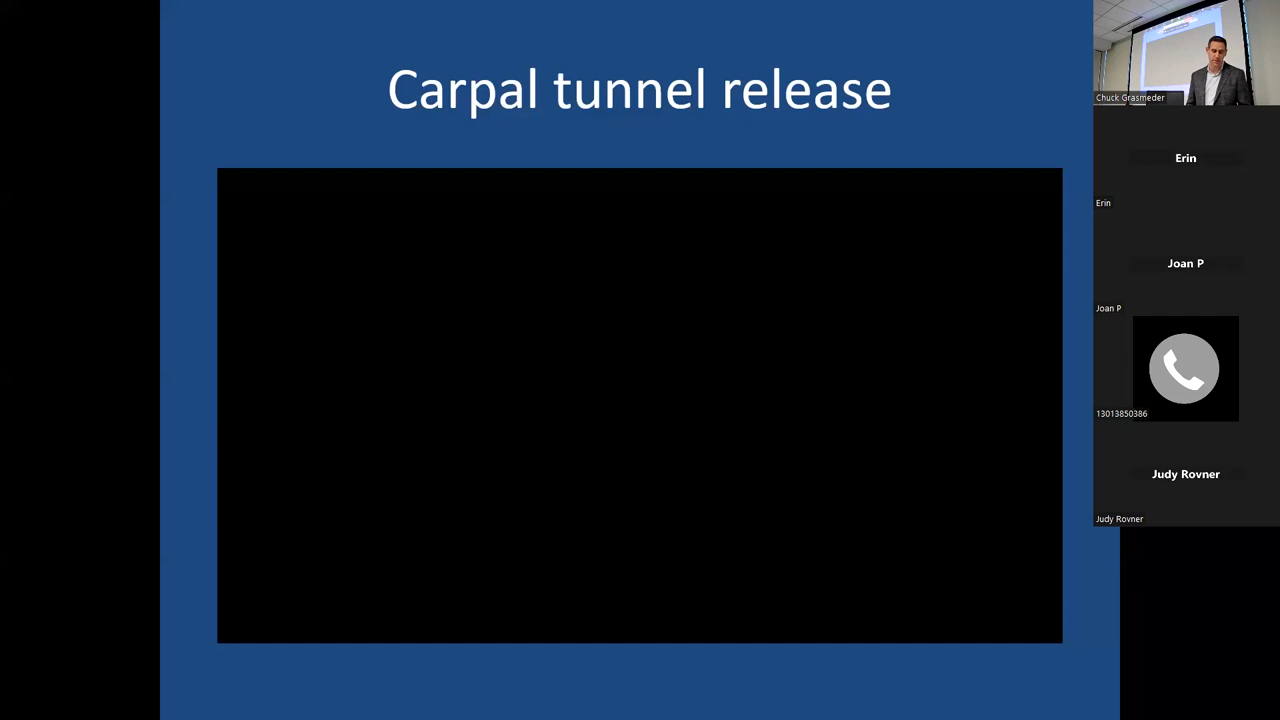 Carpal tunnel release
Chuck Grasmeder
Erin
Erin
Joan P
Joan P
13013850386
Judy Rovner
Judy Rovner